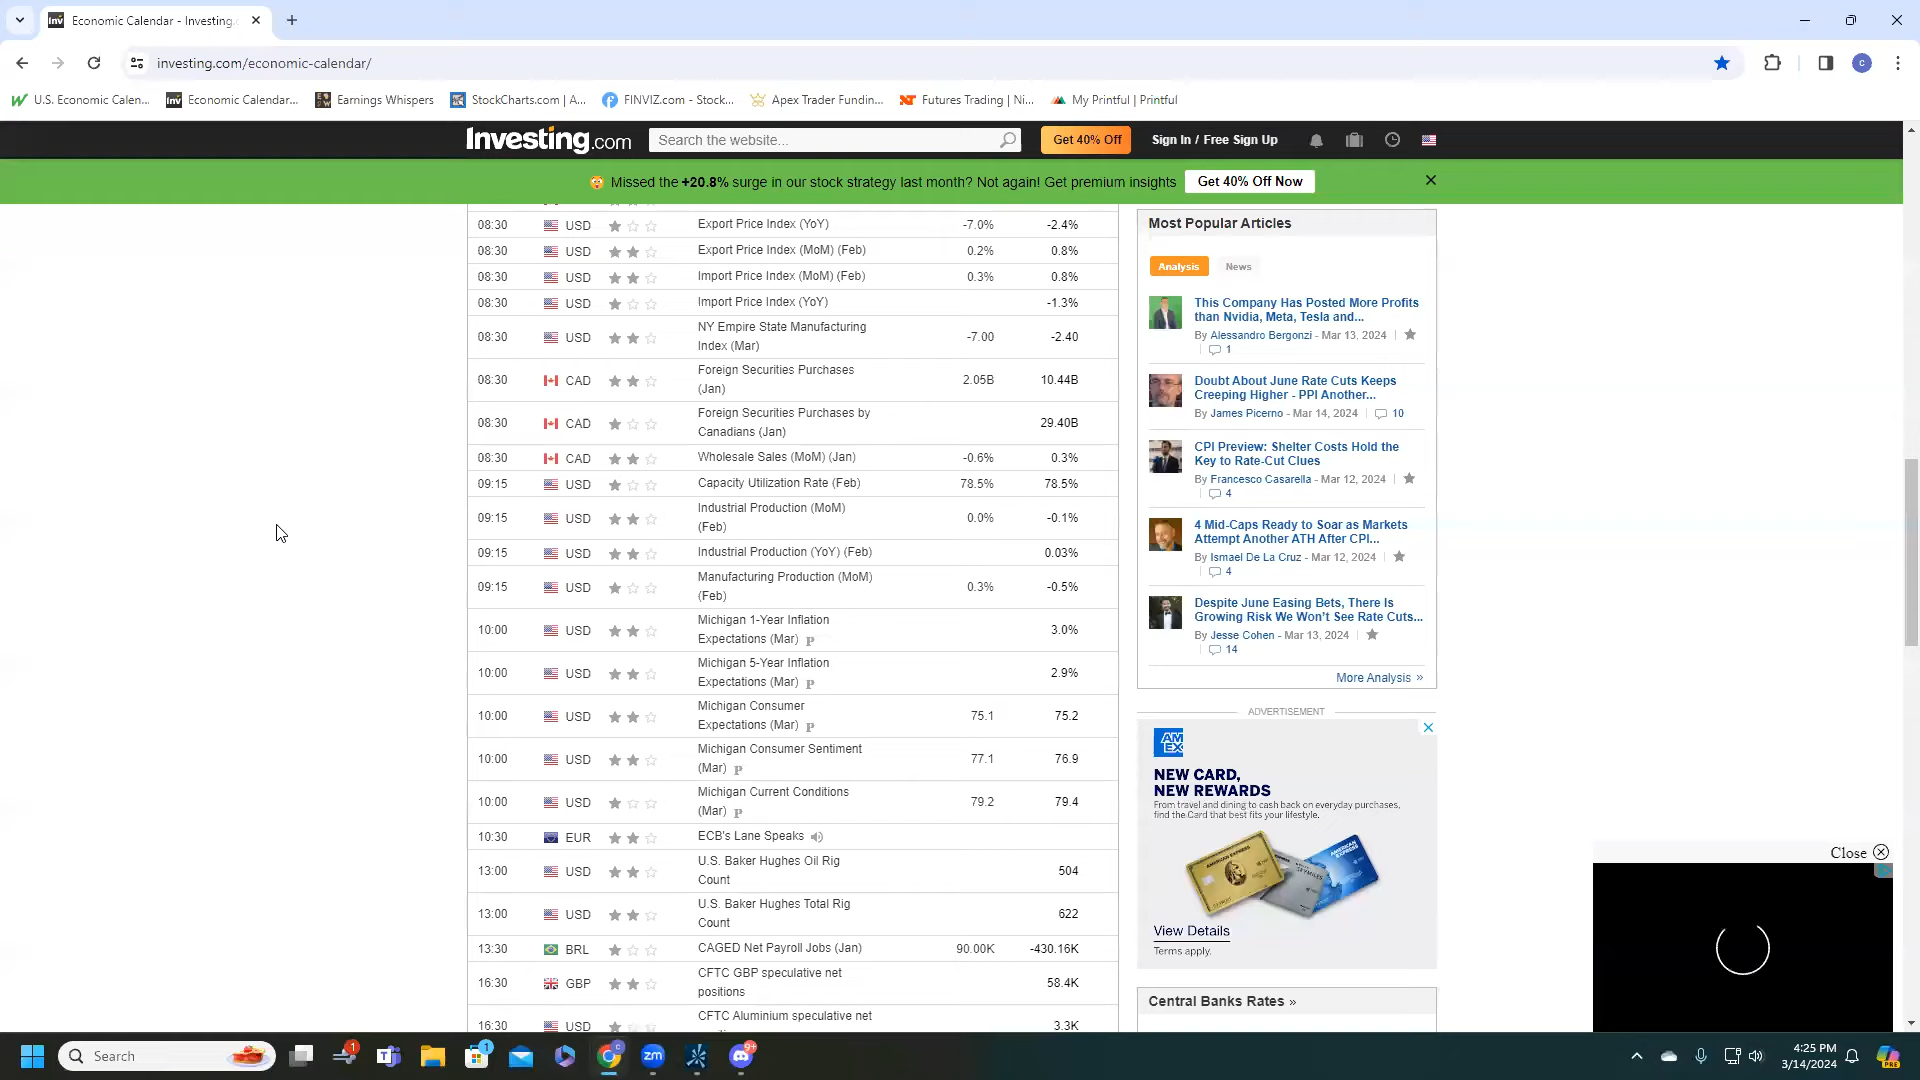 Economic Calendar - Investing.
investing.com/economic-calendar/
U.S. Economic Calen...
Economic Calendar...
Earnings Whispers
StockCharts.com | A...
FINVIZ.com - Stock...
Apex Trader Fundin...
Futures Trading | Ni...
My Printful | Printful
Investing.com
Search the website...
Get 40% Off
Sign In / Free Sign Up
Missed the +20.8% surge in our stock strategy last month? Not again! Get premium insights
Get 40% Off Now
08:30 USD Export Price Index (YoY) -7.0% -2.4%
08:30 USD Export Price Index (MoM) (Feb) 0.2% 0.8%
08:30 USD Import Price Index (MoM) (Feb) 0.3% 0.8%
08:30 USD Import Price Index (YoY) -1.3%
08:30 USD NY Empire State Manufacturing -7.00 -2.40
Index (Mar)
08:30 CAD Foreign Securities Purchases 2.05B 10.44B
(Jan)
08:30 CAD Foreign Securities Purchases by 29.40B
Canadians (Jan)
08:30 CAD Wholesale Sales (MoM) (Jan) -0.6% 0.3%
09:15 USD Capacity Utilization Rate (Feb) 78.5% 78.5%
09:15 USD Industrial Production (MoM) 0.0% -0.1%
(Feb)
09:15 USD Industrial Production (YoY) (Feb) 0.03%
09:15 USD Manufacturing Production (MoM) 0.3% -0.5%
(Feb)
10:00 USD Michigan 1-Year Inflation 3.0%
Expectations (Mar) p
10:00 USD Michigan 5-Year Inflation 2.9%
Expectations (Mar) p
10:00 USD Michigan Consumer 75.1 75.2
Expectations (Mar) p
10:00 USD Michigan Consumer Sentiment 77.1 76.9
(Mar) p
10:00 USD Michigan Current Conditions 79.2 79.4
(Mar) p
10:30 EUR ECB's Lane Speaks
13:00 USD U.S. Baker Hughes Oil Rig 504
Count
13:00 USD U.S. Baker Hughes Total Rig 622
Count
13:30 BRL CAGED Net Payroll Jobs (Jan) 90.00K -430.16K
16:30 GBP CFTC GBP speculative net 58.4K
positions
16:30 USD CFTC Aluminium speculative net 3.3K
Most Popular Articles
Analysis News
This Company Has Posted More Profits
than Nvidia, Meta, Tesla and...
By Alessandro Bergonzi - Mar 13, 2024
1
Doubt About June Rate Cuts Keeps
Creeping Higher - PPI Another...
By James Picerno - Mar 14, 2024 | 10
CPI Preview: Shelter Costs Hold the
Key to Rate-Cut Clues
By Francesco Casarella - Mar 12, 2024
4
4 Mid-Caps Ready to Soar as Markets
Attempt Another ATH After CPI...
By Ismael De La Cruz - Mar 12, 2024
4
Despite June Easing Bets, There Is
Growing Risk We Won't See Rate Cuts...
By Jesse Cohen - Mar 13, 2024
14
More Analysis »
ADVERTISEMENT
AM
EX
NEW CARD,
NEW REWARDS
From travel and dining to cash back on everyday purchases,
find the Card that best fits your lifestyle.
View Details
Terms apply.
Central Banks Rates »
Close
Search
4:25 PM
3/14/2024